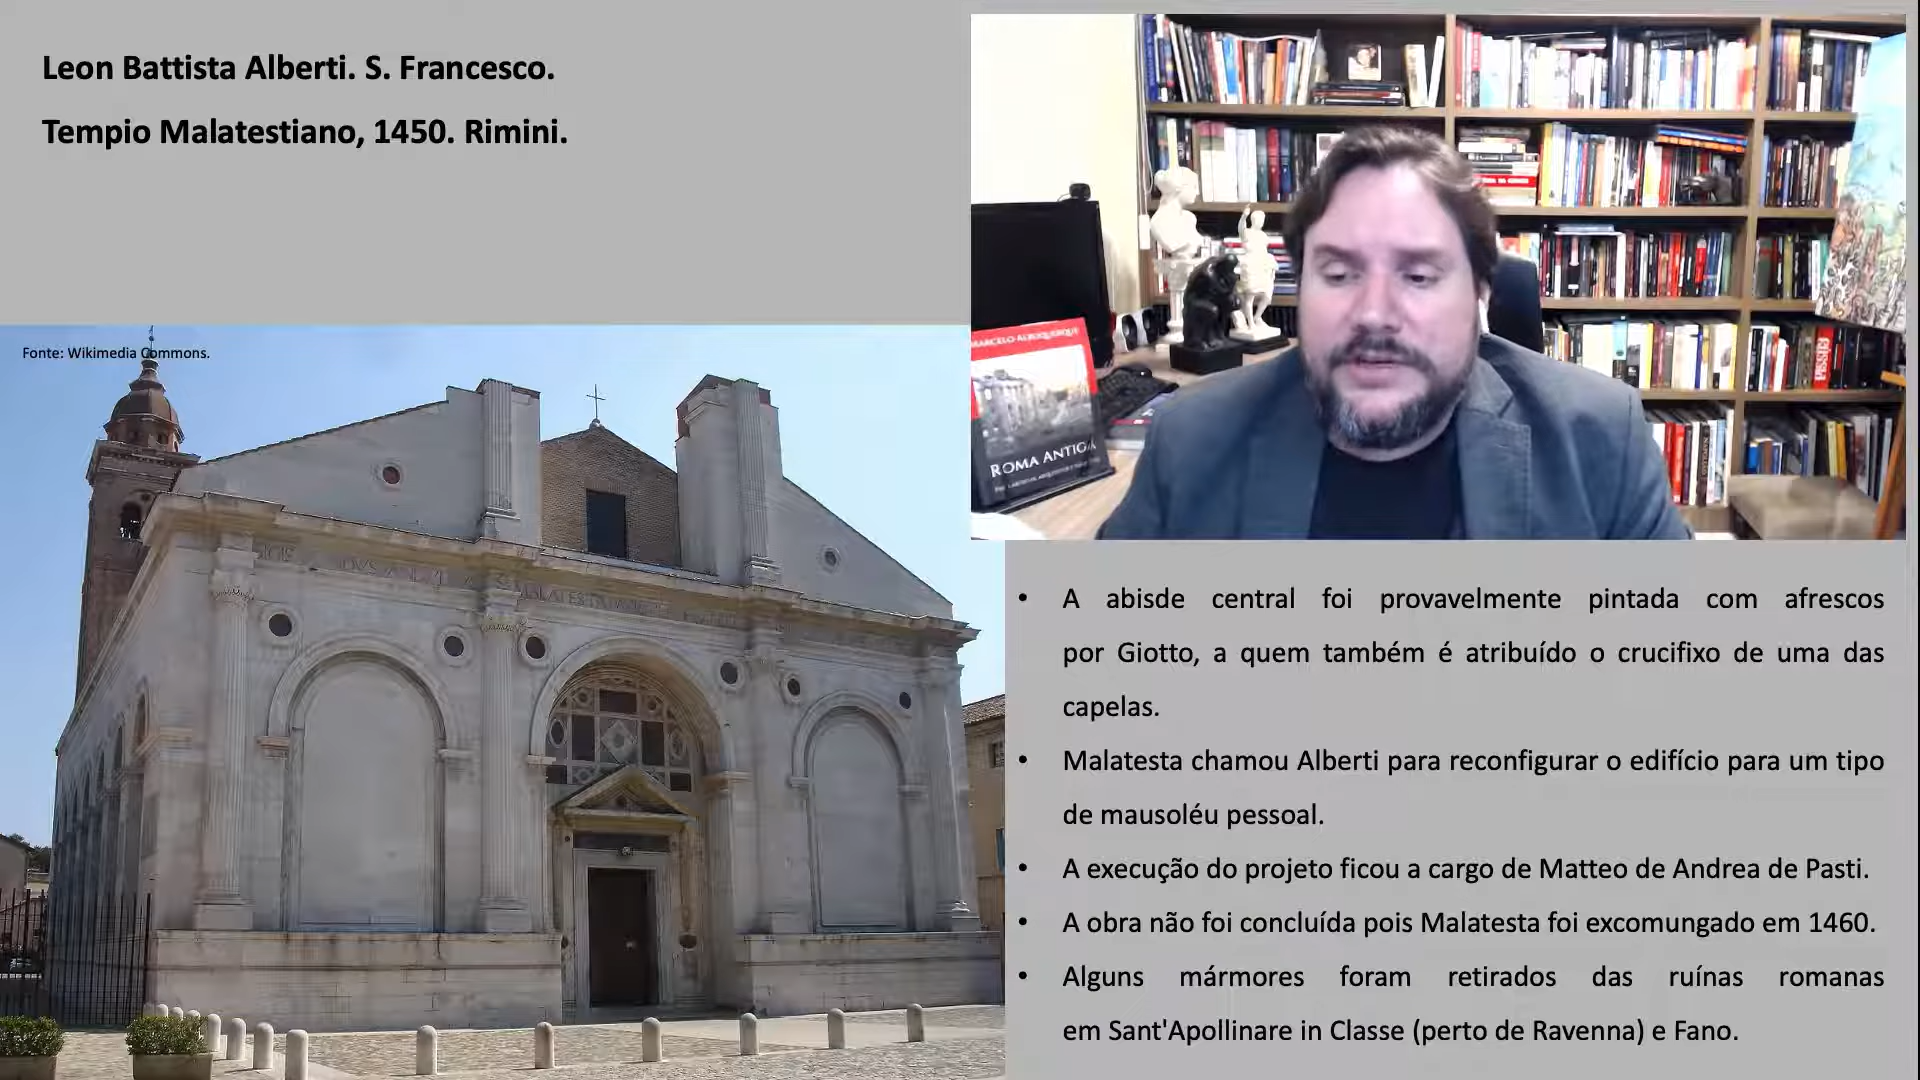 Leon Battista Alberti. S. Francesco.
Tempio Malatestiano, 1450. Rimini.
Fonte: Wikimedia Commons.
MARCELO ALBUQUERQUE
ROMA ANTIGA
• A abisde central foi provavelmente pintada com afrescos
por Giotto, a quem também é atribuído o crucifixo de uma das
capelas.
• Malatesta chamou Alberti para reconfigurar o edifício para um tipo
de mausoléu pessoal.
• A execução do projeto ficou a cargo de Matteo de Andrea de Pasti.
• A obra não foi concluída pois Malatesta foi excomungado em 1460.
• Alguns mármores foram retirados das ruínas romanas
em Sant'Apollinare in Classe (perto de Ravenna) e Fano.